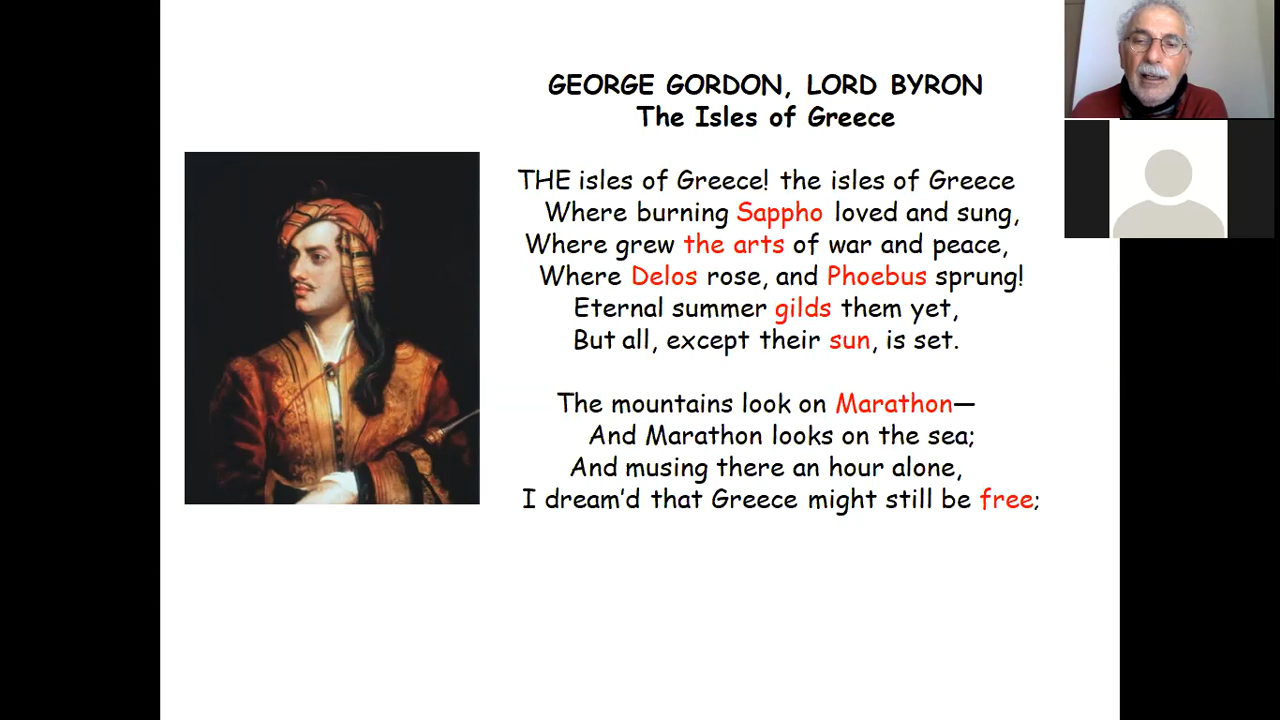 GEORGE GORDON, LORD BYRON
The Isles of Greece
THE isles of Greece! the isles of Greece
Where burning Sappho loved and sung,
Where grew the arts of war and peace,
Where Delos rose, and Phoebus sprung!
Eternal summer gilds them yet,
But all, except their sun, is set.
The mountains look on Marathon—
And Marathon looks on the sea;
And musing there an hour alone,
I dream'd that Greece might still be free;